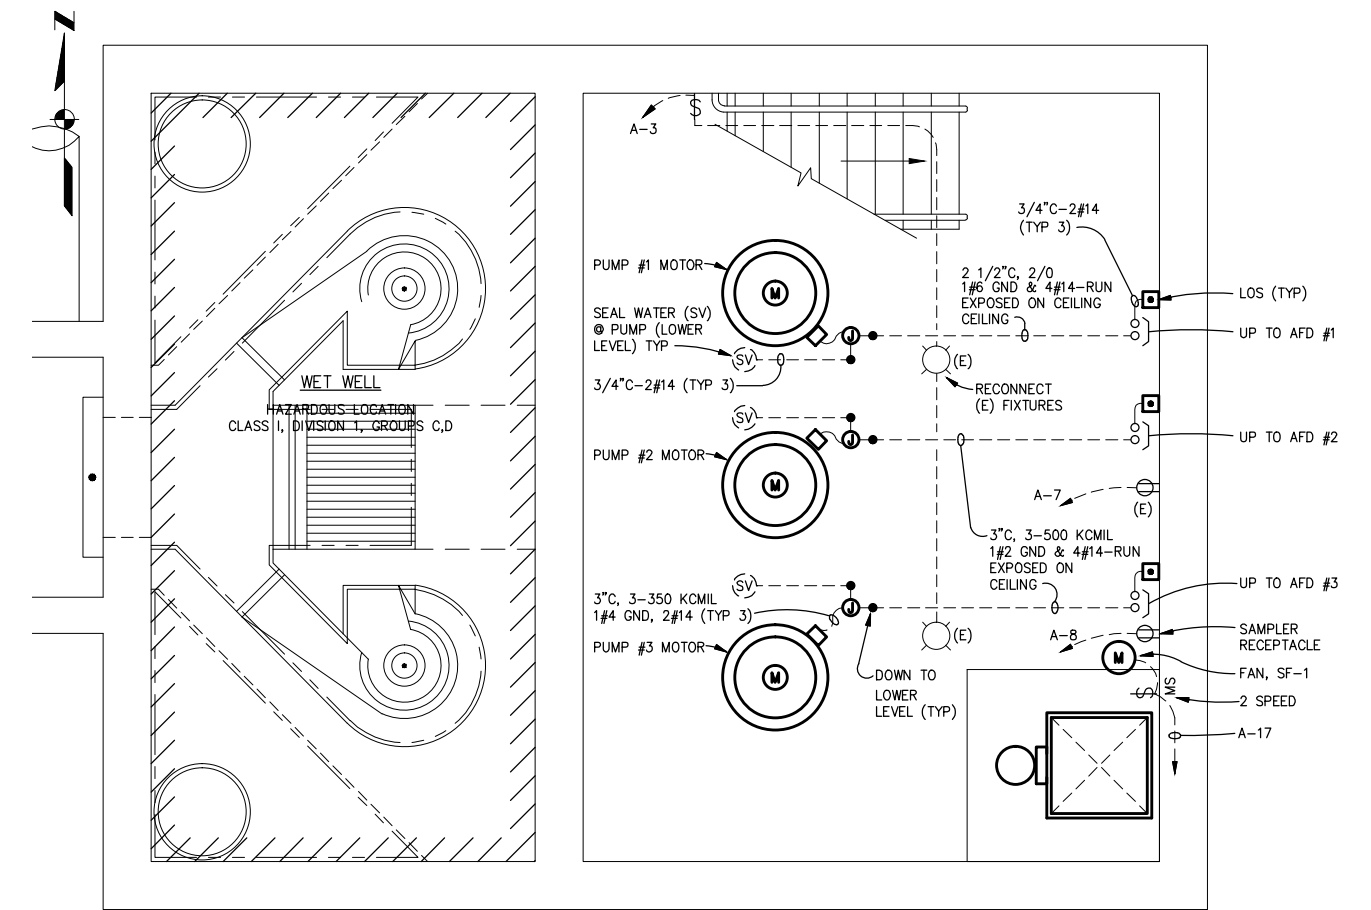 N
A-3
S
3/4"C-2#14
(TYP 3)
PUMP #1 MOTOR
M
2 1/2"C, 2/0
1#6 GND & 4#14-RUN
EXPOSED ON CEILING
CEILING
LOS (TYP)
SEAL WATER (SV)
@ PUMP (LOWER
LEVEL) TYP
J
UP TO AFD #1
SV
(E)
3/4"C-2#14 (TYP 3)
RECONNECT
(E) FIXTURES
WET WELL
HAZARDOUS LOCATION
CLASS I, DIVISION 1, GROUPS C,D
SV
J
UP TO AFD #2
PUMP #2 MOTOR
M
A-7
(E)
3"C, 3-500 KCMIL
1#2 GND & 4#14-RUN
EXPOSED ON
CEILING
SV
UP TO AFD #3
3"C, 3-350 KCMIL
1#4 GND, 2#14 (TYP 3)
J
(E)
A-8
SAMPLER
RECEPTACLE
PUMP #3 MOTOR
M
M
FAN, SF-1
DOWN TO
LOWER
LEVEL (TYP)
S
MS
2 SPEED
A-17